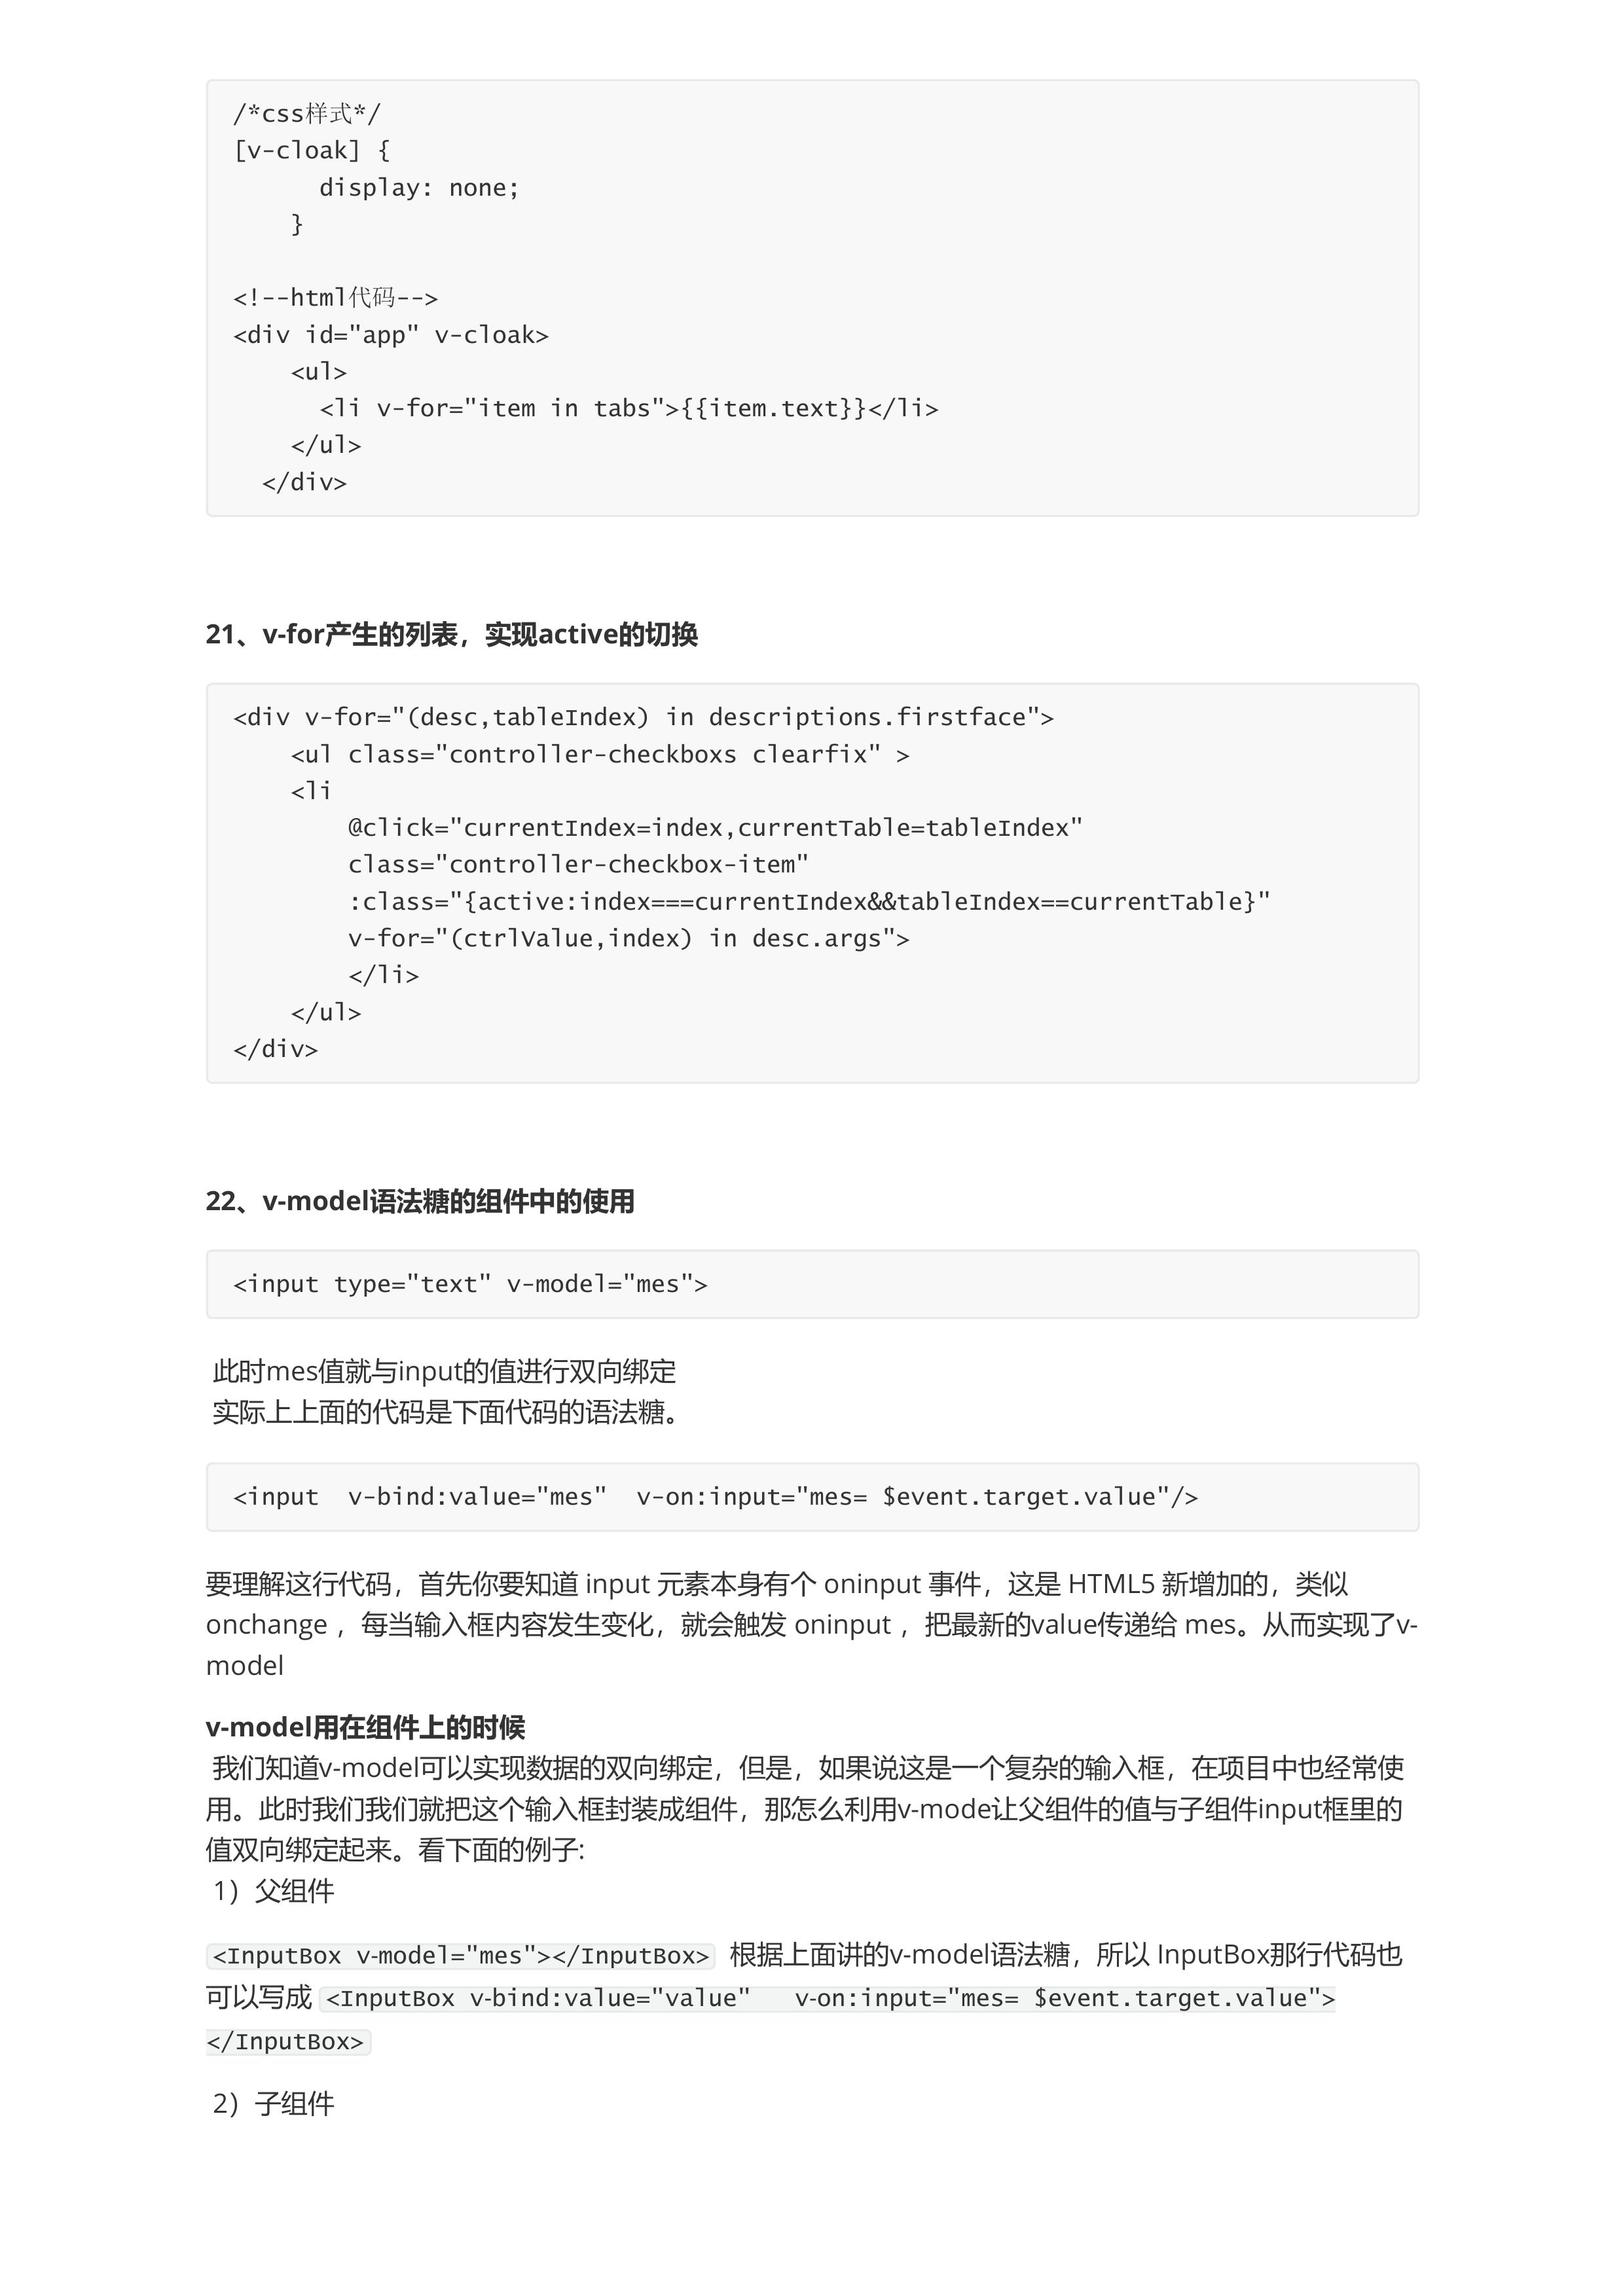 /*css样式*/
[v-cloak] {
      display: none;
    }

<!--html代码-->
<div id="app" v-cloak>
    <ul>
      <li v-for="item in tabs">{{item.text}}</li>
    </ul>
  </div>

21、v-for产生的列表，实现active的切换

<div v-for="(desc,tableIndex) in descriptions.firstface">
    <ul class="controller-checkboxs clearfix" >
    <li
        @click="currentIndex=index,currentTable=tableIndex"
        class="controller-checkbox-item"
        :class="{active:index===currentIndex&&tableIndex==currentTable}"
        v-for="(ctrlValue,index) in desc.args">
        </li>
    </ul>
</div>

22、v-model语法糖的组件中的使用

<input type="text" v-model="mes">

此时mes值就与input的值进行双向绑定
实际上上面的代码是下面代码的语法糖。

<input  v-bind:value="mes"  v-on:input="mes= $event.target.value"/>

要理解这行代码，首先你要知道 input 元素本身有个 oninput 事件，这是 HTML5 新增加的，类似
onchange ，每当输入框内容发生变化，就会触发 oninput ，把最新的value传递给 mes。从而实现了v-
model

v-model用在组件上的时候
我们知道v-model可以实现数据的双向绑定，但是，如果说这是一个复杂的输入框，在项目中也经常使
用。此时我们我们就把这个输入框封装成组件，那怎么利用v-mode让父组件的值与子组件input框里的
值双向绑定起来。看下面的例子:
1）父组件

<InputBox v-model="mes"></InputBox> 根据上面讲的v-model语法糖，所以 InputBox那行代码也
可以写成 <InputBox v-bind:value="value"   v-on:input="mes= $event.target.value">
</InputBox>

2）子组件